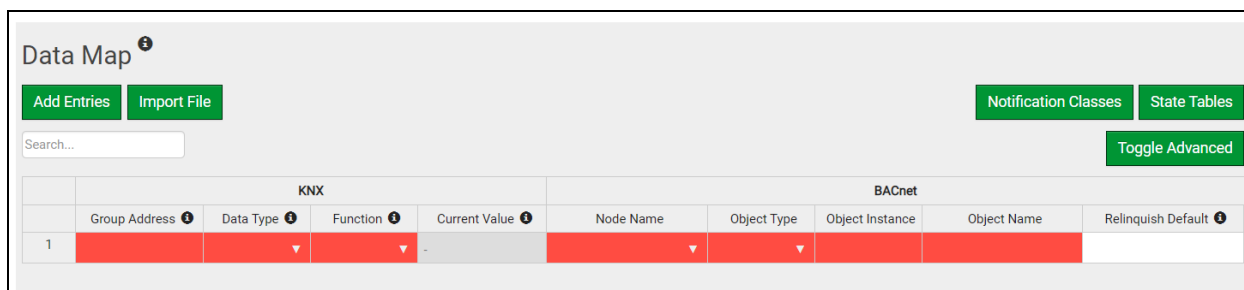 Data Map
Add Entries Import File Notification Classes State Tables
Search... Toggle Advanced
KNX BACnet
Group Address Data Type Function Current Value Node Name Object Type Object Instance Object Name Relinquish Default
1 -